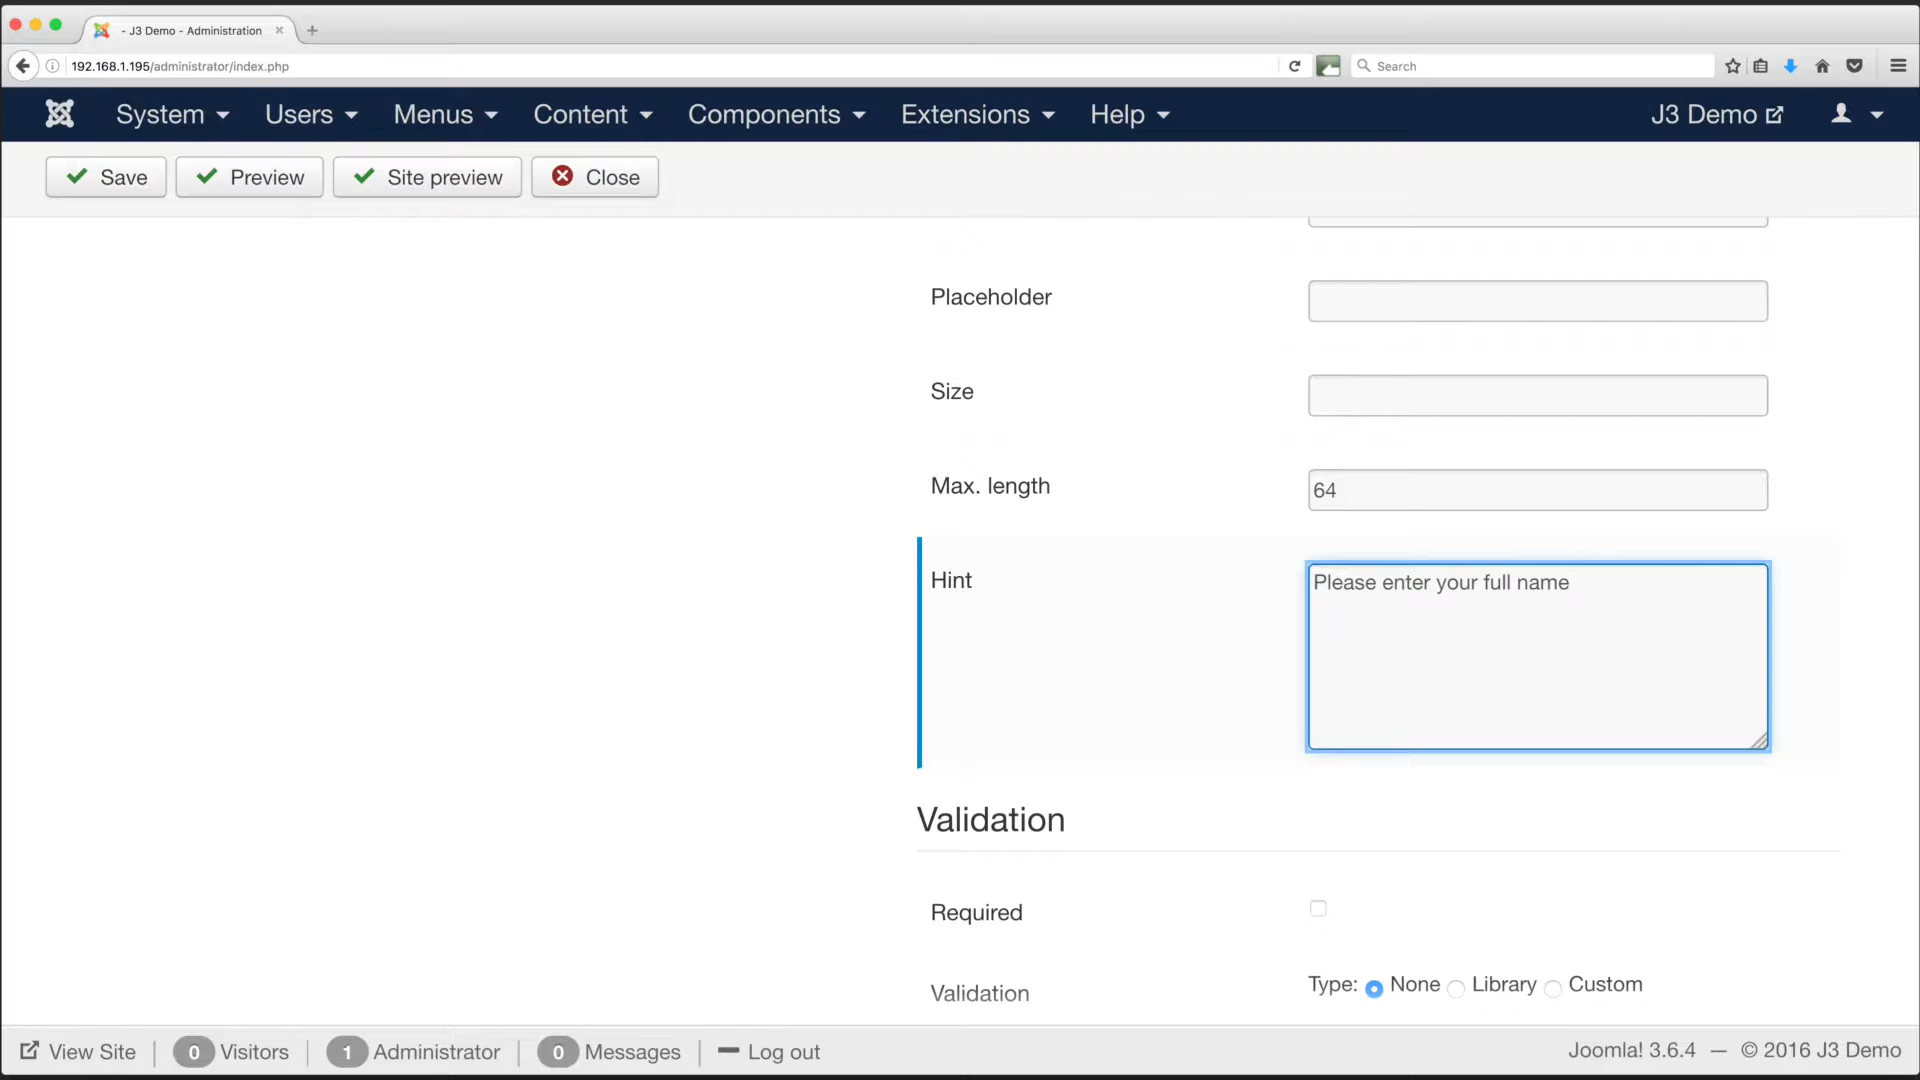 - J3 Demo - Administration
192.168.1.195/administrator/index.php
Search
System Users Menus Content Components Extensions Help J3 Demo
Save Preview Site preview Close
Placeholder
Size
Max. length 64
Hint Please enter your full name
Validation
Required
Validation Type: None Library Custom
View Site 0 Visitors 1 Administrator 0 Messages Log out Joomla! 3.6.4 — © 2016 J3 Demo